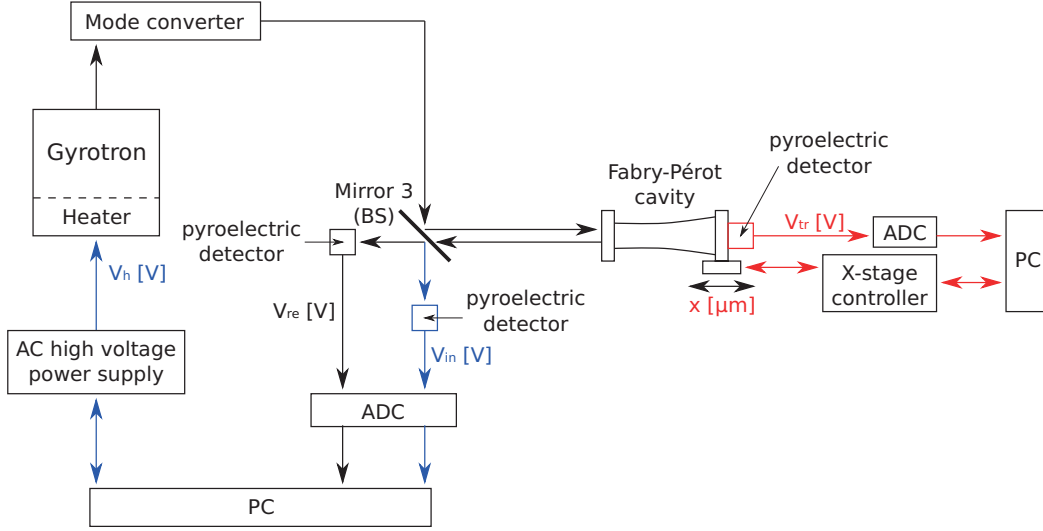 Mode converter
Gyrotron
Heater
Vh [V]
AC high voltage
power supply
Mirror 3
(BS)
pyroelectric
detector
Vre [V]
pyroelectric
detector
Vin [V]
ADC
PC
Fabry-Pérot
cavity
pyroelectric
detector
Vtr [V]
ADC
x [μm]
X-stage
controller
PC